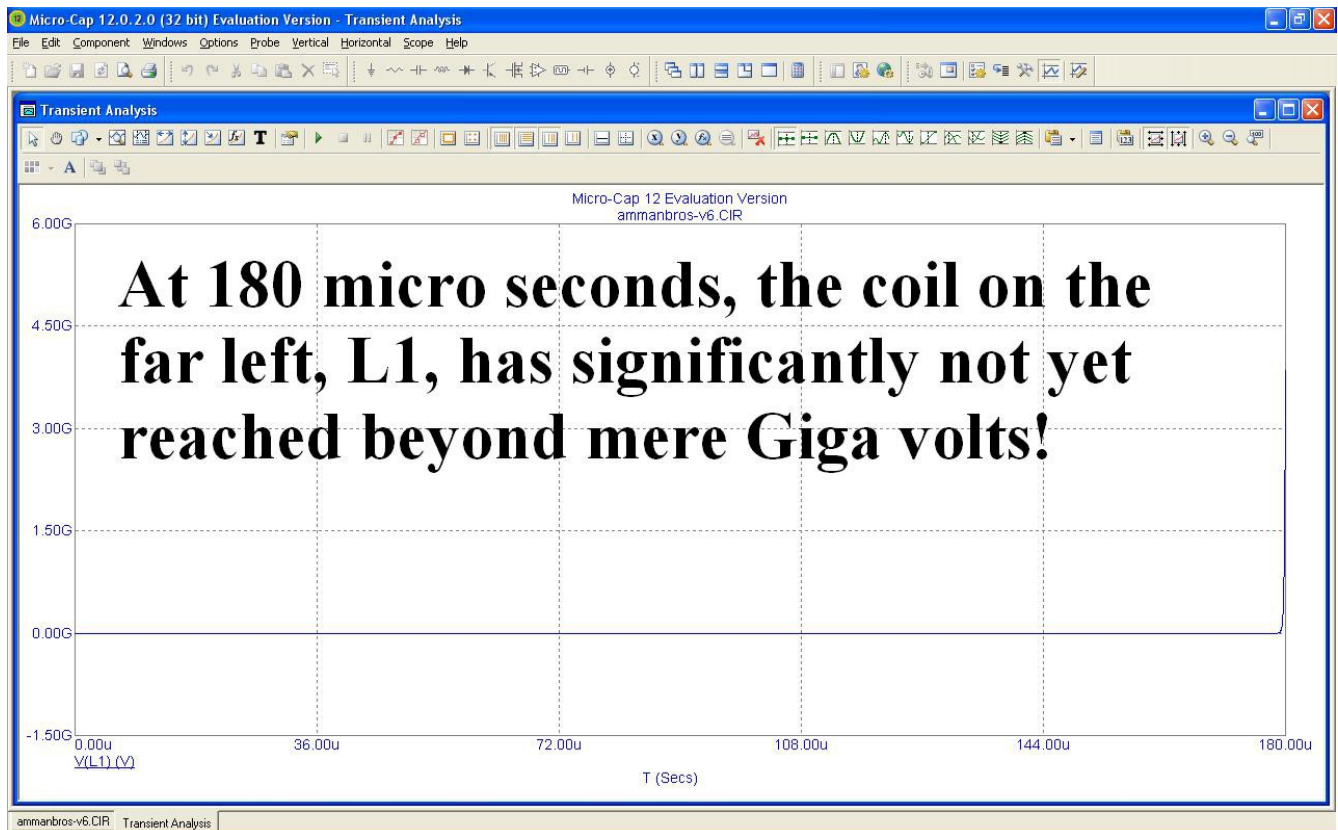 Micro-Cap 12.0.2.0 (32 bit) Evaluation Version - Transient Analysis
File Edit Component Windows Options Probe Vertical Horizontal Scope Help
Transient Analysis
Micro-Cap 12 Evaluation Version
ammanbros-v6.CIR
6.00G
At 180 micro seconds, the coil on the
4.50G
far left, L1, has significantly not yet
3.00G
reached beyond mere Giga volts!
1.50G
0.00G
-1.50G
0.00u 36.00u 72.00u 108.00u 144.00u 180.00u
V(L1) (V)
T (Secs)
ammanbros-v6.CIR Transient Analysis